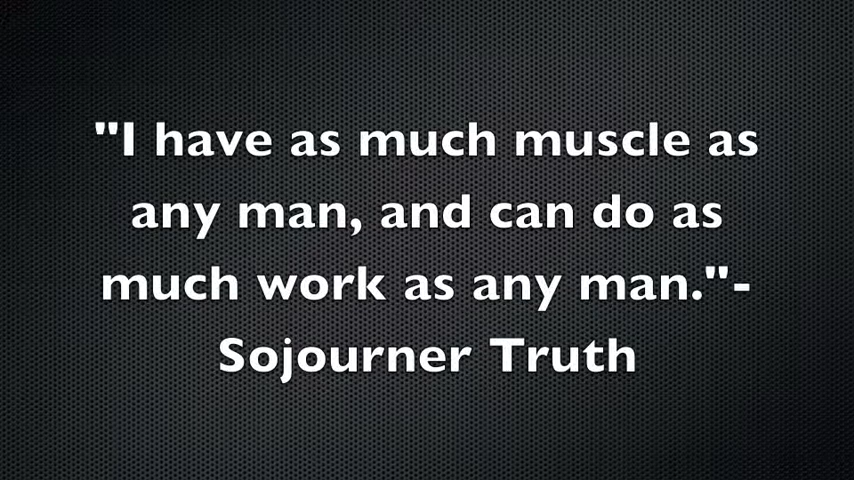 "I have as much muscle as
any man, and can do as
much work as any man."-
Sojourner Truth